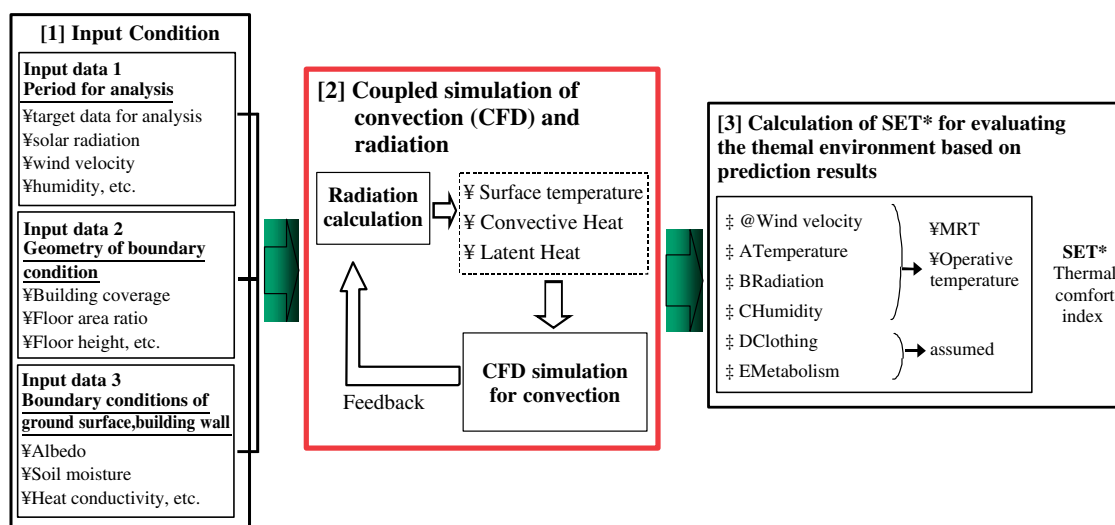 [1] Input Condition
Input data 1
Period for analysis
¥target data for analysis
¥solar radiation
¥wind velocity
¥humidity, etc.
Input data 2
Geometry of boundary
condition
¥Building coverage
¥Floor area ratio
¥Floor height, etc.
Input data 3
Boundary conditions of
ground surface,building wall
¥Albedo
¥Soil moisture
¥Heat conductivity, etc.
[2] Coupled simulation of
convection (CFD) and
radiation
Radiation
calculation
¥ Surface temperature
¥ Convective Heat
¥ Latent Heat
CFD simulation
for convection
Feedback
[3] Calculation of SET* for evaluating
the themal environment based on
prediction results
‡ @Wind velocity
‡ ATemperature
‡ BRadiation
‡ CHumidity
‡ DClothing
‡ EMetabolism
¥MRT
¥Operative
temperature
assumed
SET*
Thermal
comfort
index